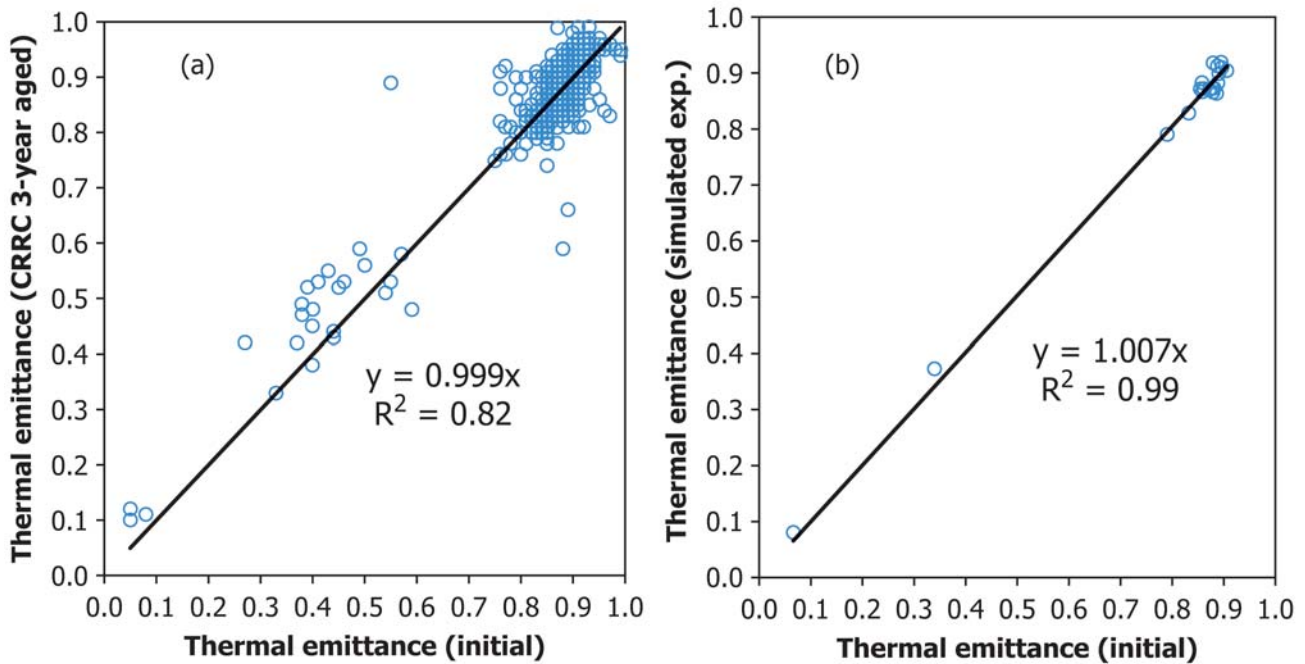 Thermal emittance (CRRC 3-year aged)
1.0
0.9
0.8
0.7
0.6
0.5
0.4
0.3
0.2
0.1
0.0
(a)
y = 0.999x
R² = 0.82
0.0 0.1 0.2 0.3 0.4 0.5 0.6 0.7 0.8 0.9 1.0
Thermal emittance (initial)
Thermal emittance (simulated exp.)
1.0
0.9
0.8
0.7
0.6
0.5
0.4
0.3
0.2
0.1
0.0
(b)
y = 1.007x
R² = 0.99
0.0 0.1 0.2 0.3 0.4 0.5 0.6 0.7 0.8 0.9 1.0
Thermal emittance (initial)